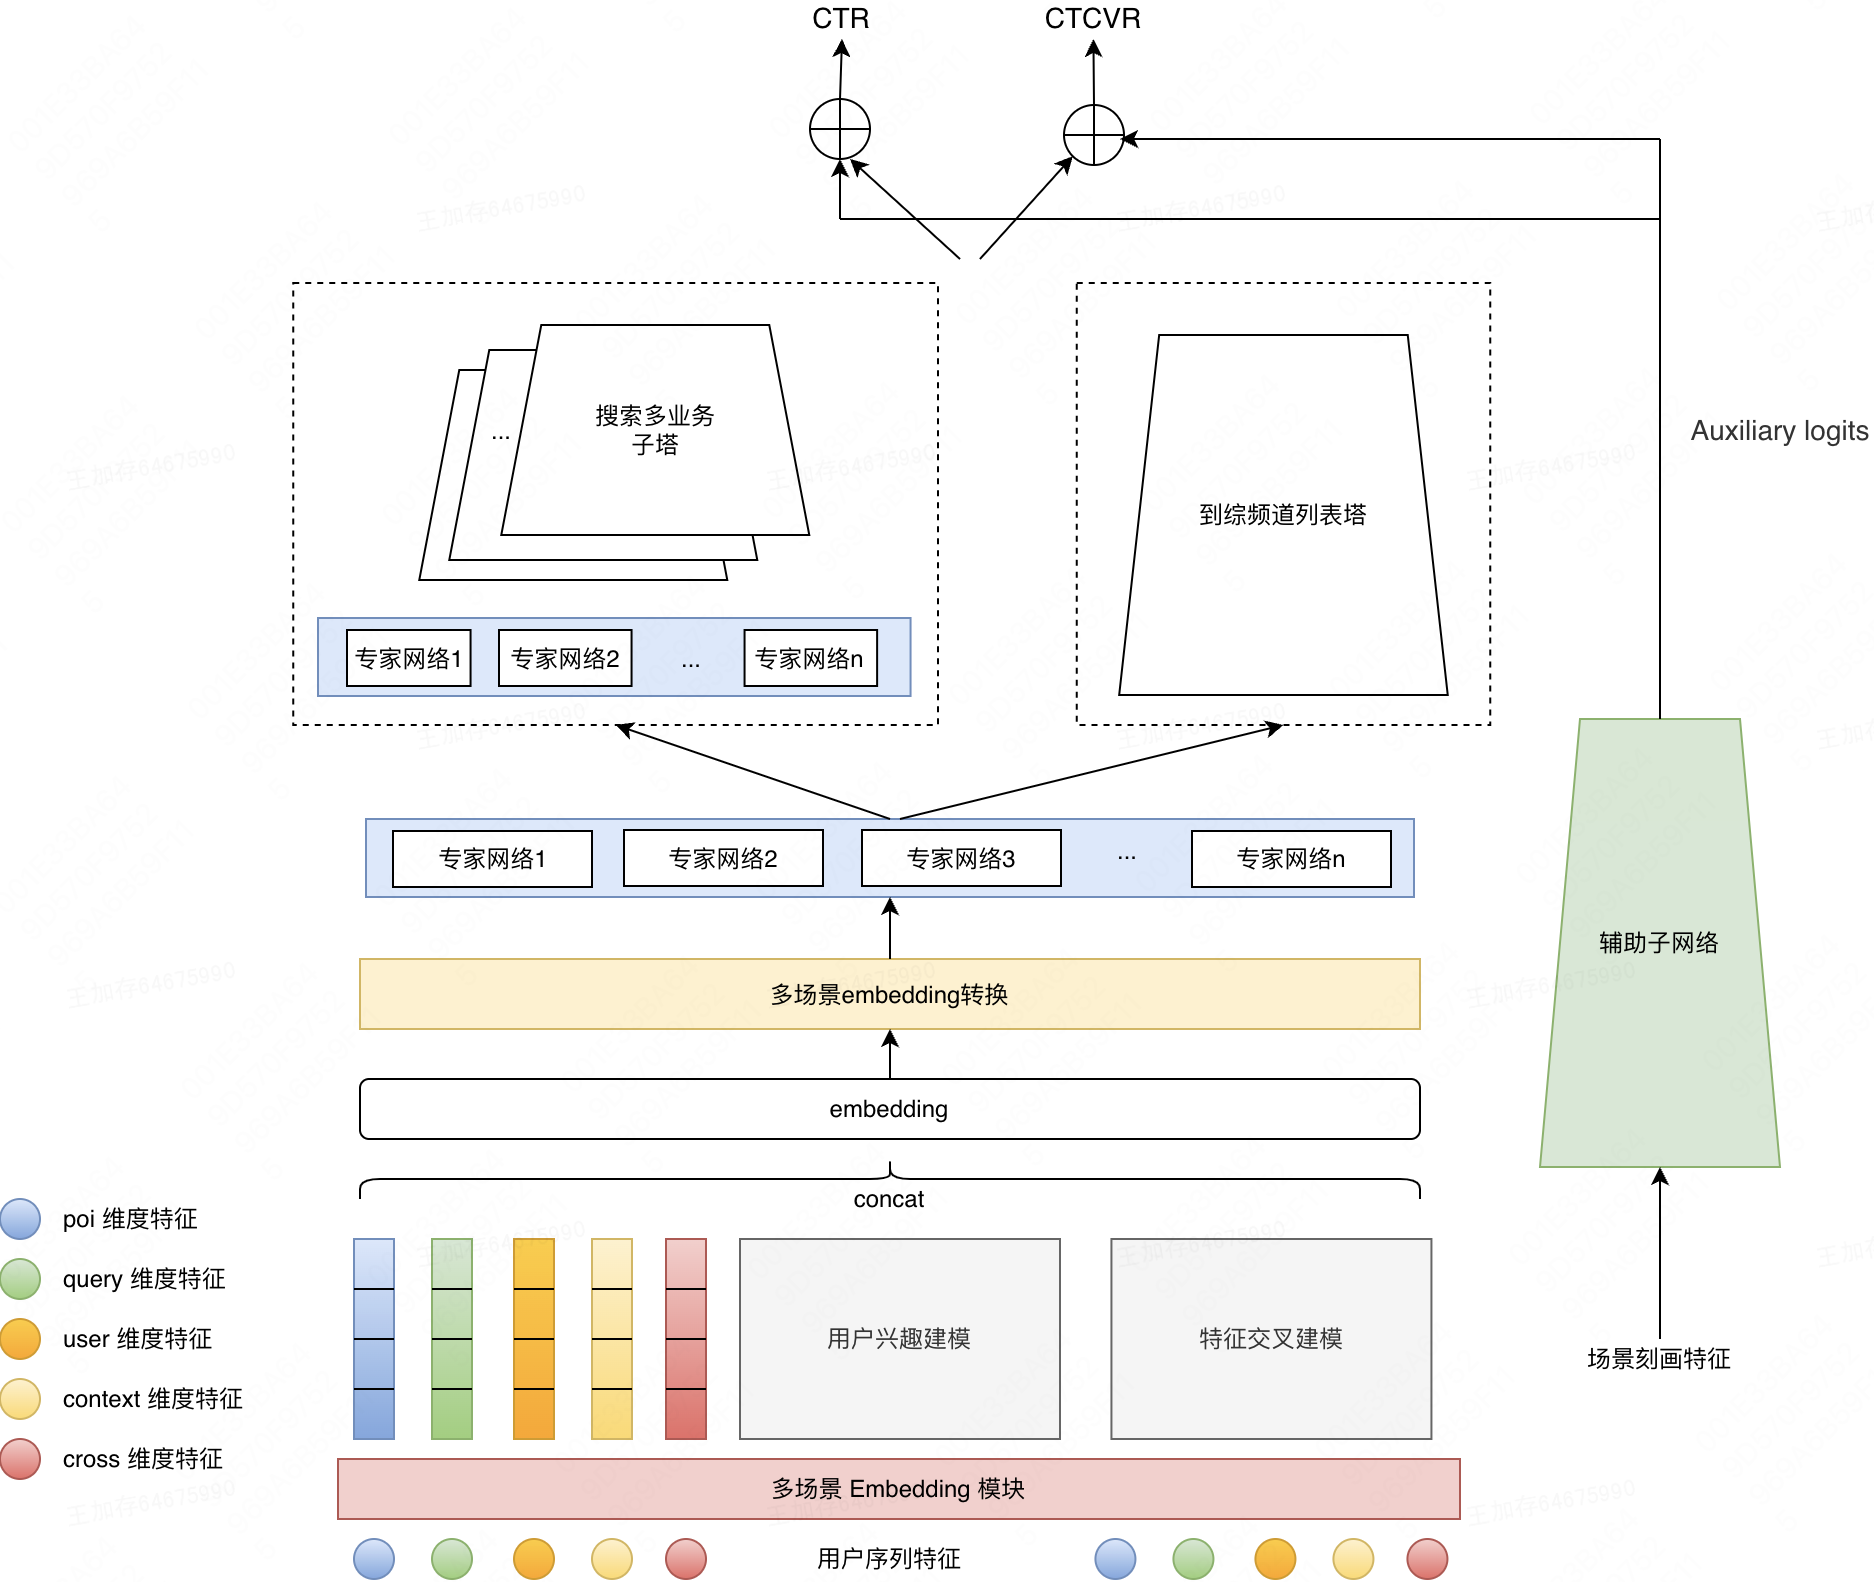 CTR
CTCVR
搜索多业务
子塔
...
到综频道列表塔
Auxiliary logits
专家网络1
专家网络2
...
专家网络n
专家网络1
专家网络2
专家网络3
...
专家网络n
辅助子网络
多场景embedding转换
embedding
concat
poi 维度特征
query 维度特征
user 维度特征
context 维度特征
cross 维度特征
用户兴趣建模
特征交叉建模
场景刻画特征
多场景 Embedding 模块
用户序列特征
王加存64675990